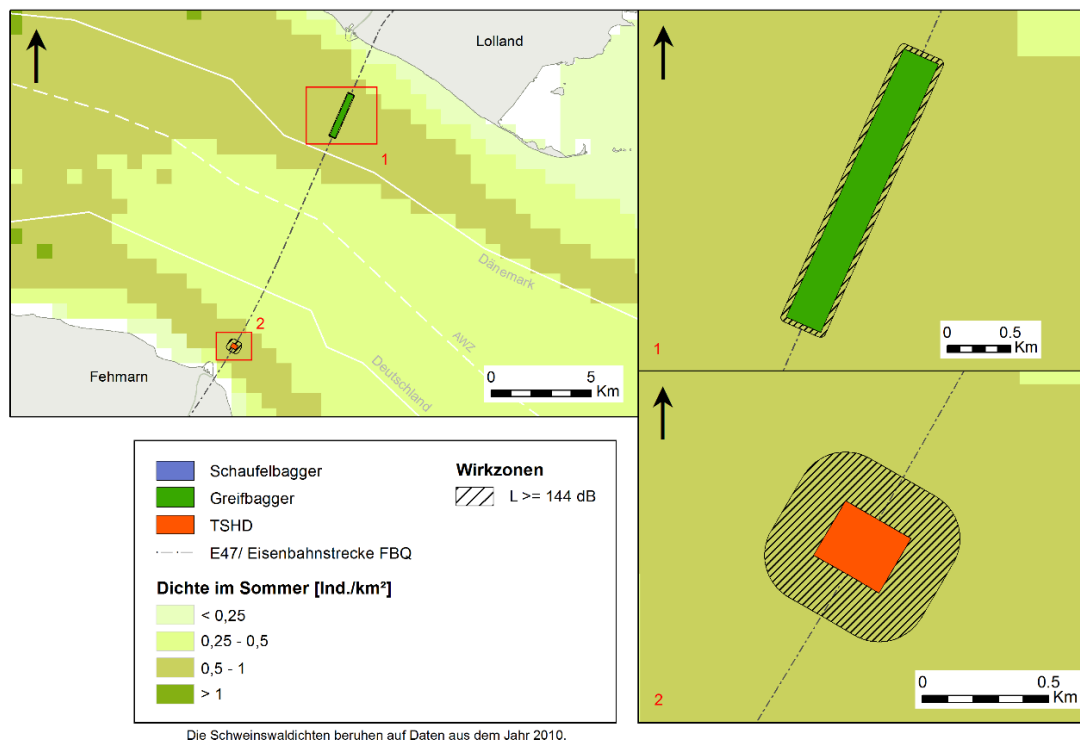 Lolland
1
Dänemark
AWZ
Deutschland
2
Fehmarn
0 5
Km
0 0.5
Km
1
0 0.5
Km
2
Schaufelbagger
Greifbagger
TSHD
E47/ Eisenbahnstrecke FBQ
Dichte im Sommer [Ind./km²]
< 0,25
0,25 - 0,5
0,5 - 1
> 1
Wirkzonen
L >= 144 dB
Die Schweinswaldichten beruhen auf Daten aus dem Jahr 2010.